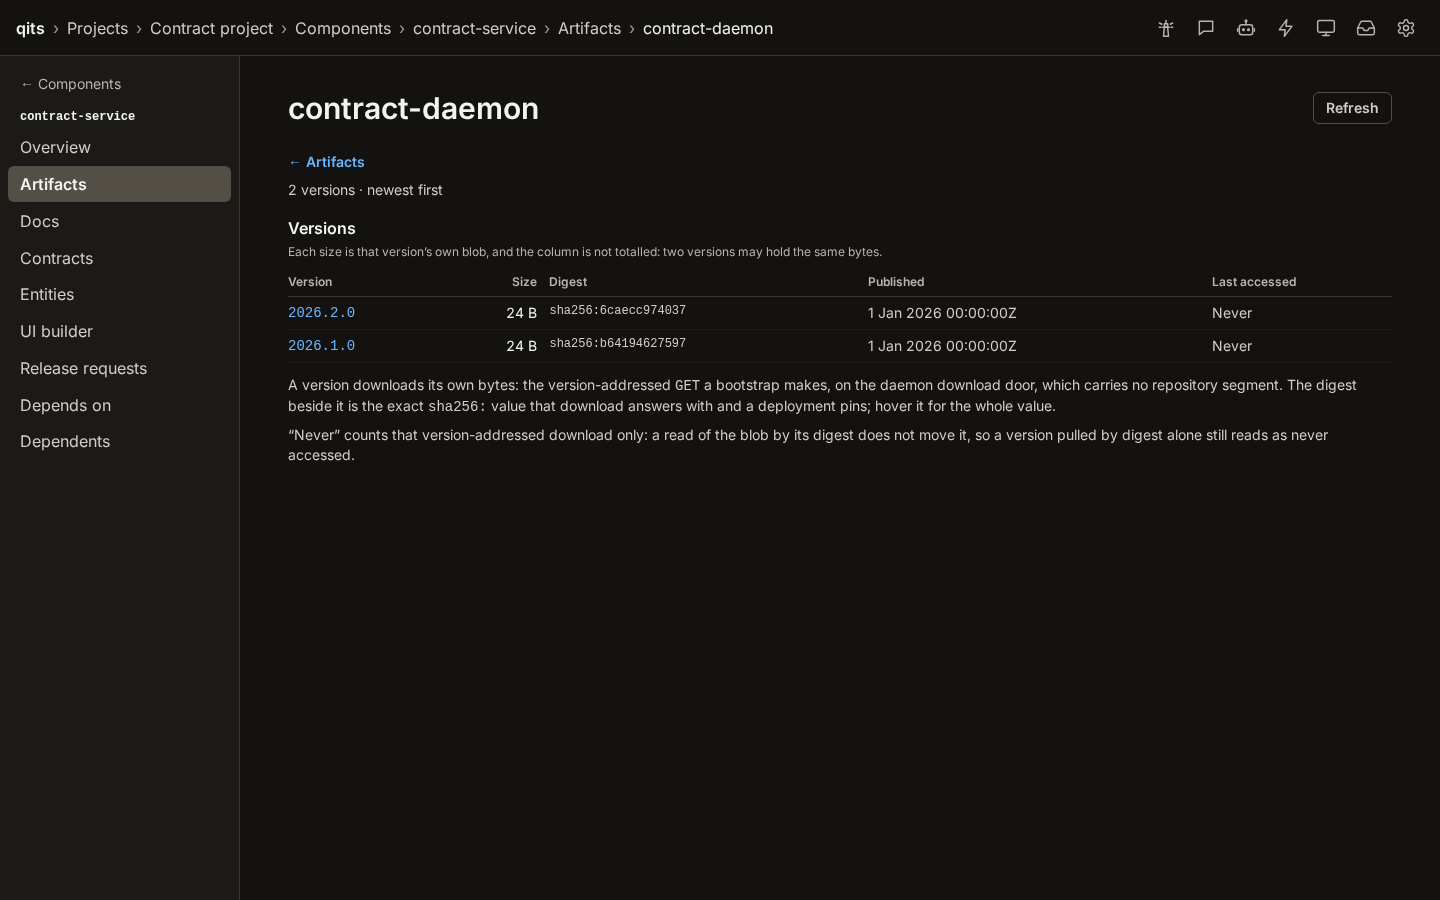 qits › Projects › Contract project › Components › contract-service › Artifacts › contract-daemon
← Components
contract-service
Overview
Artifacts
Docs
Contracts
Entities
UI builder
Release requests
Depends on
Dependents
contract-daemon
Refresh
← Artifacts
2 versions · newest first
Versions
Each size is that version’s own blob, and the column is not totalled: two versions may hold the same bytes.
Version Size Digest Published Last accessed
2026.2.0 24 B sha256:6caecc974037 1 Jan 2026 00:00:00Z Never
2026.1.0 24 B sha256:b64194627597 1 Jan 2026 00:00:00Z Never
A version downloads its own bytes: the version-addressed GET a bootstrap makes, on the daemon download door, which carries no repository segment. The digest
beside it is the exact sha256: value that download answers with and a deployment pins; hover it for the whole value.
“Never” counts that version-addressed download only: a read of the blob by its digest does not move it, so a version pulled by digest alone still reads as never
accessed.